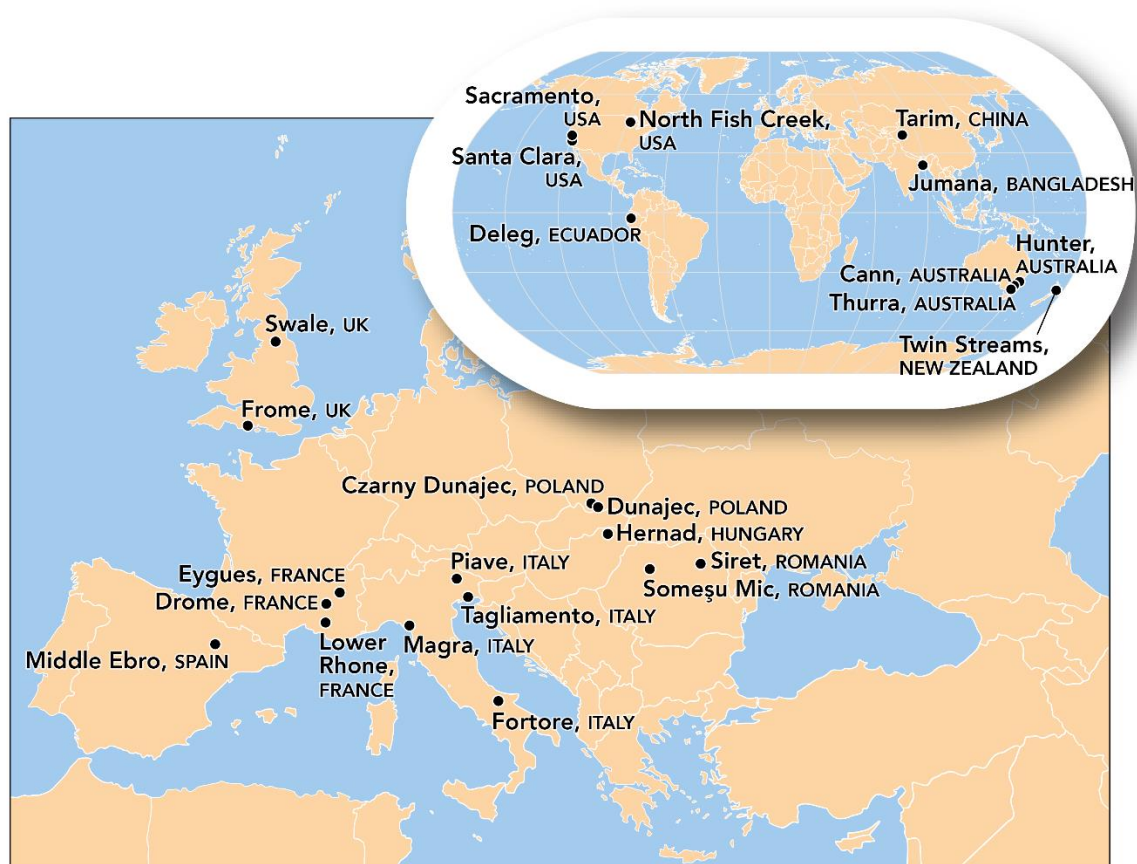 Sacramento,
USA
North Fish Creek,
USA
Tarim, CHINA
Santa Clara,
USA
Jumana, BANGLADESH
Deleg, ECUADOR
Hunter,
AUSTRALIA
Cann, AUSTRALIA
Thurra, AUSTRALIA
Twin Streams,
NEW ZEALAND
Swale, UK
Frome, UK
Czarny Dunajec, POLAND
Dunajec, POLAND
Hernad, HUNGARY
Piave, ITALY
Siret, ROMANIA
Eygues, FRANCE
Someşu Mic, ROMANIA
Drome, FRANCE
Tagliamento, ITALY
Lower
Rhone,
FRANCE
Magra, ITALY
Middle Ebro, SPAIN
Fortore, ITALY